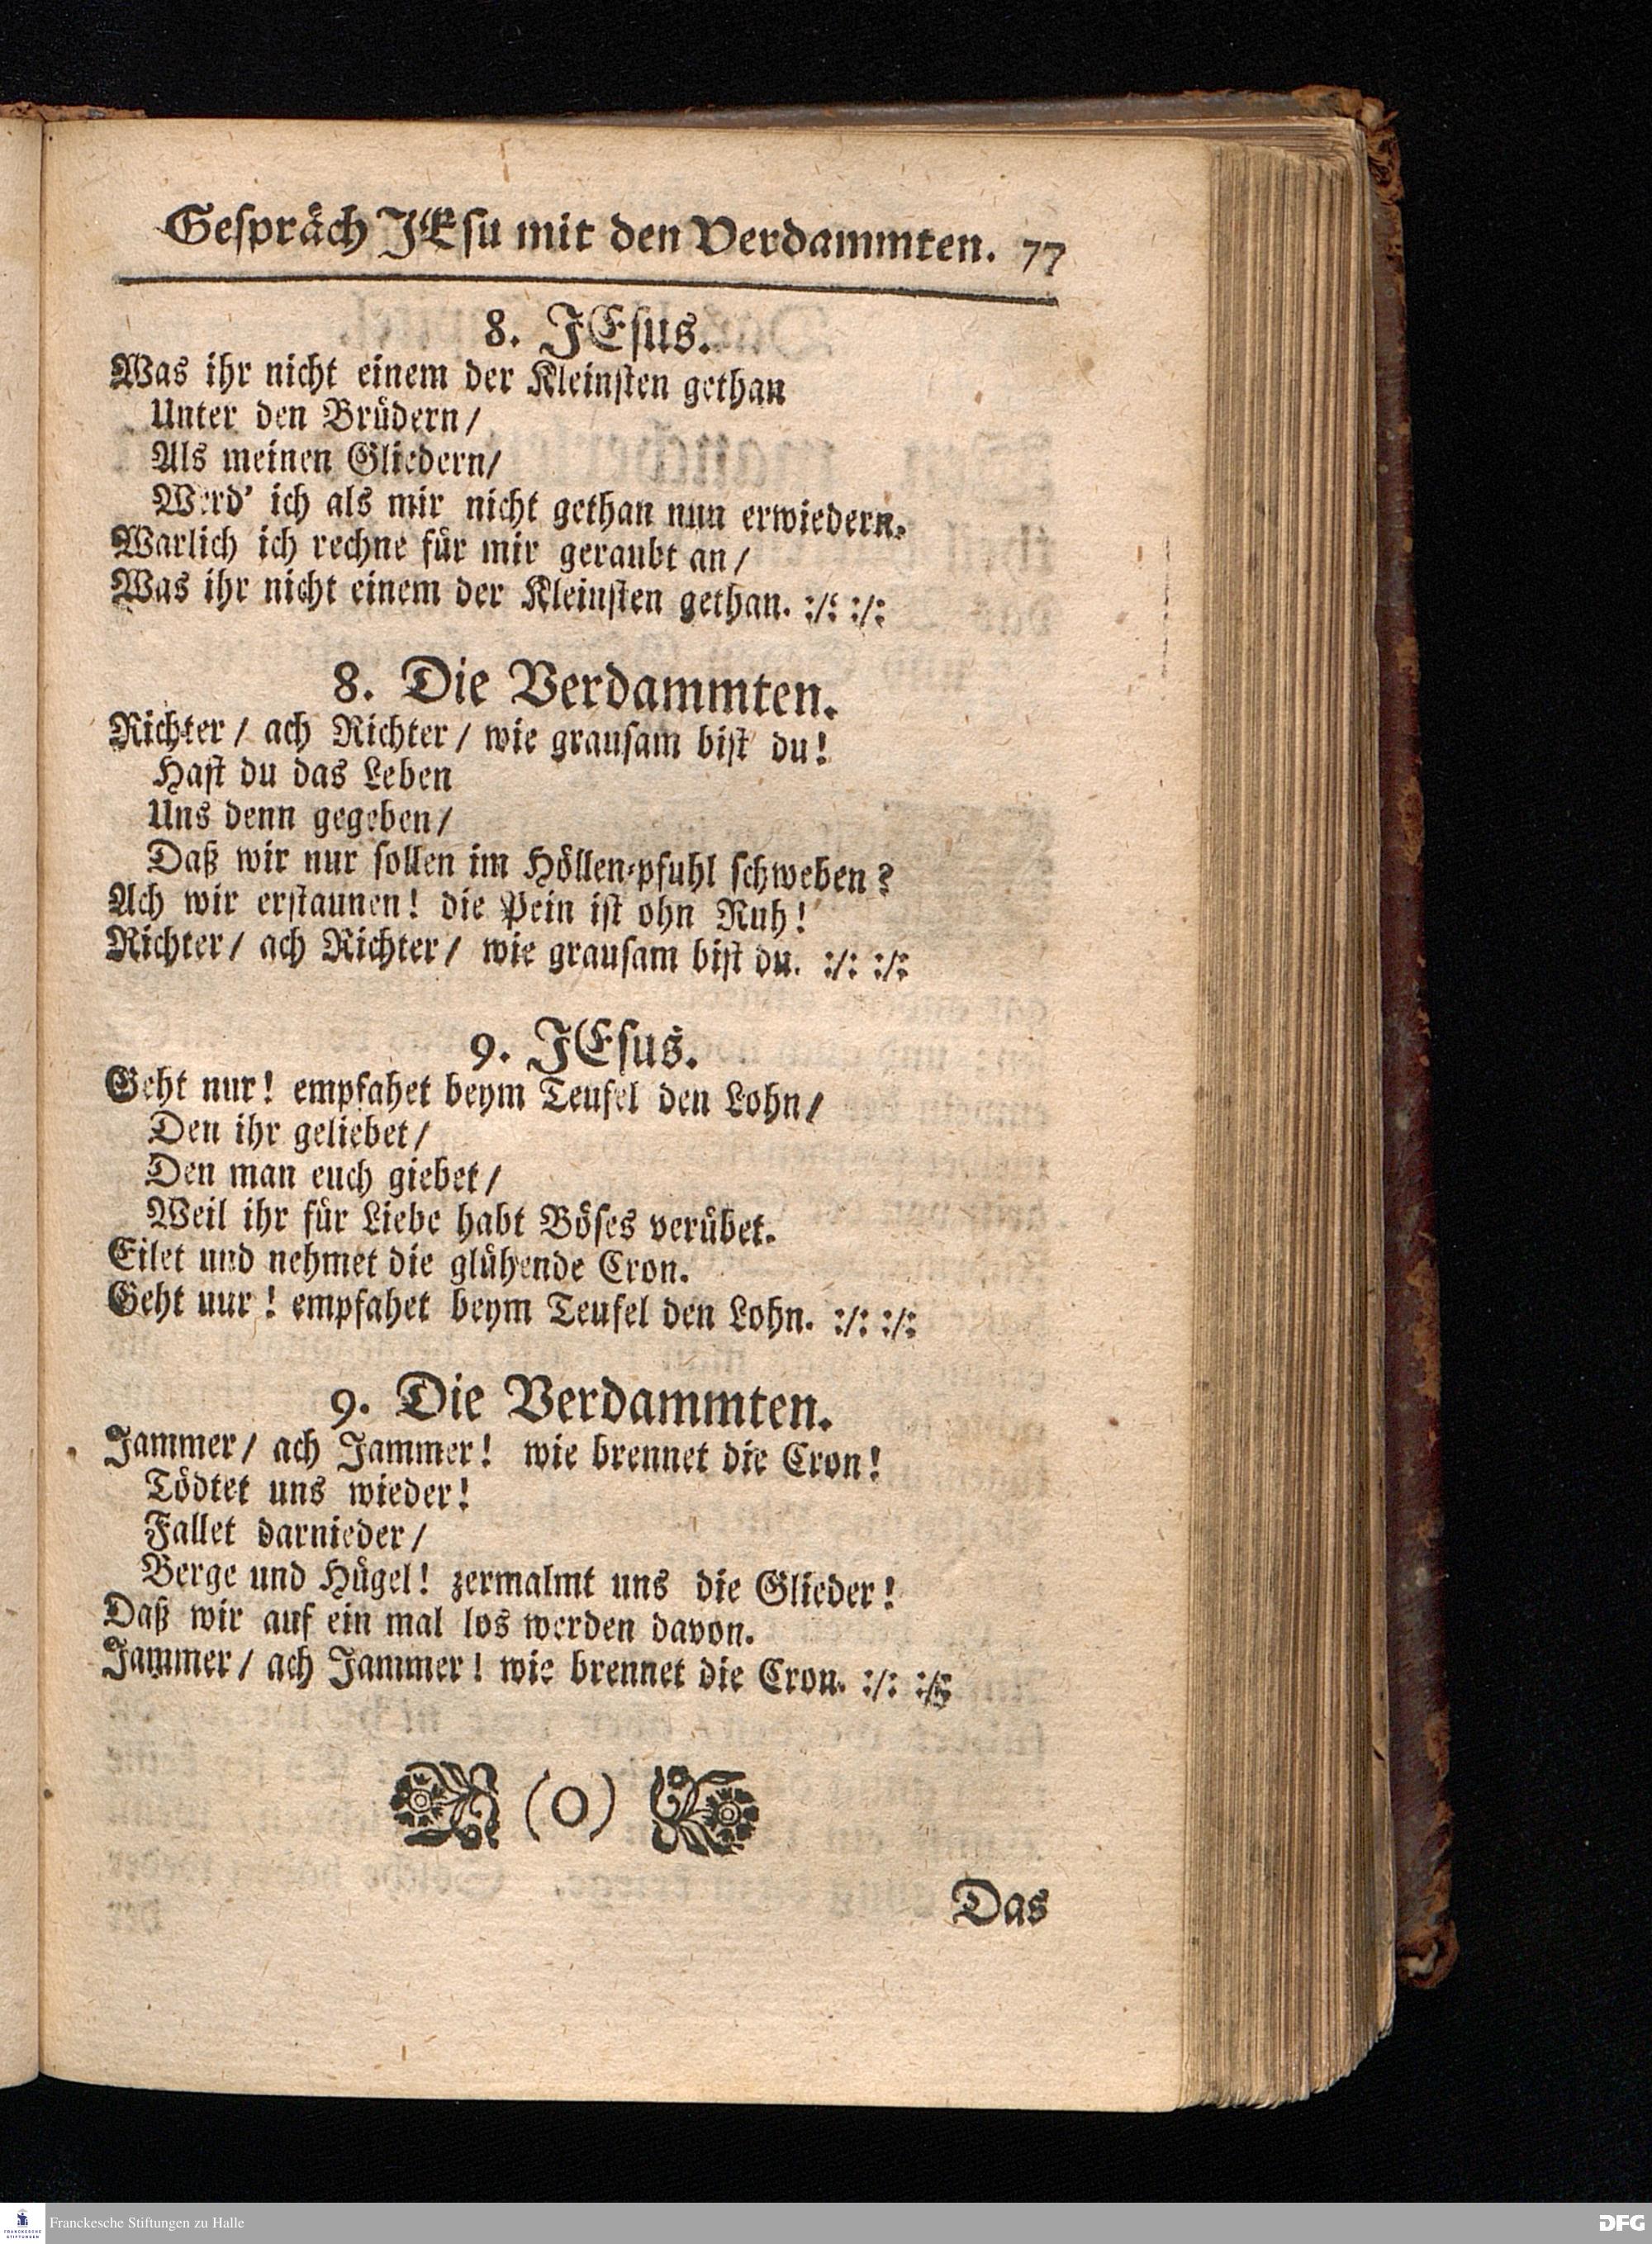 Gespräch JEsu mit den Verdammten. 77
8. JEsus.
Was ihr nicht einem der Kleinsten gethan
Unter den Brüdern/
Als meinen Gliedern/
Werd' ich als mir nicht gethan nun erwiedern.
Warlich ich rechne für mir geraubt an/
Was ihr nicht einem der Kleinsten gethan. :/: :/:
8. Die Verdammten.
Richter/ ach Richter/ wie grausam bist du!
Hast du das Leben
Uns denn gegeben/
Daß wir nur sollen im Höllen-pfuhl schweben?
Ach wir erstaunen! die Pein ist ohn Ruh!
Richter/ ach Richter/ wie grausam bist du. :/: :/:
9. JEsus.
Geht nur! empfahet beym Teufel den Lohn/
Den ihr geliebet/
Den man euch giebet/
Weil ihr für Liebe habt Böses verübet.
Eilet und nehmet die glühende Cron.
Geht nur! empfahet beym Teufel den Lohn. :/: :/:
9. Die Verdammten.
Jammer/ ach Jammer! wie brennet die Cron!
Tödtet uns wieder!
Fallet darnieder/
Berge und Hügel! zermalmt uns die Glieder!
Daß wir auf ein mal los werden davon.
Jammer/ ach Jammer! wie brennet die Cron. :/: :/:
(O)
Das
FRANCKESCHE STIFTUNGEN
Franckesche Stiftungen zu Halle
DFG